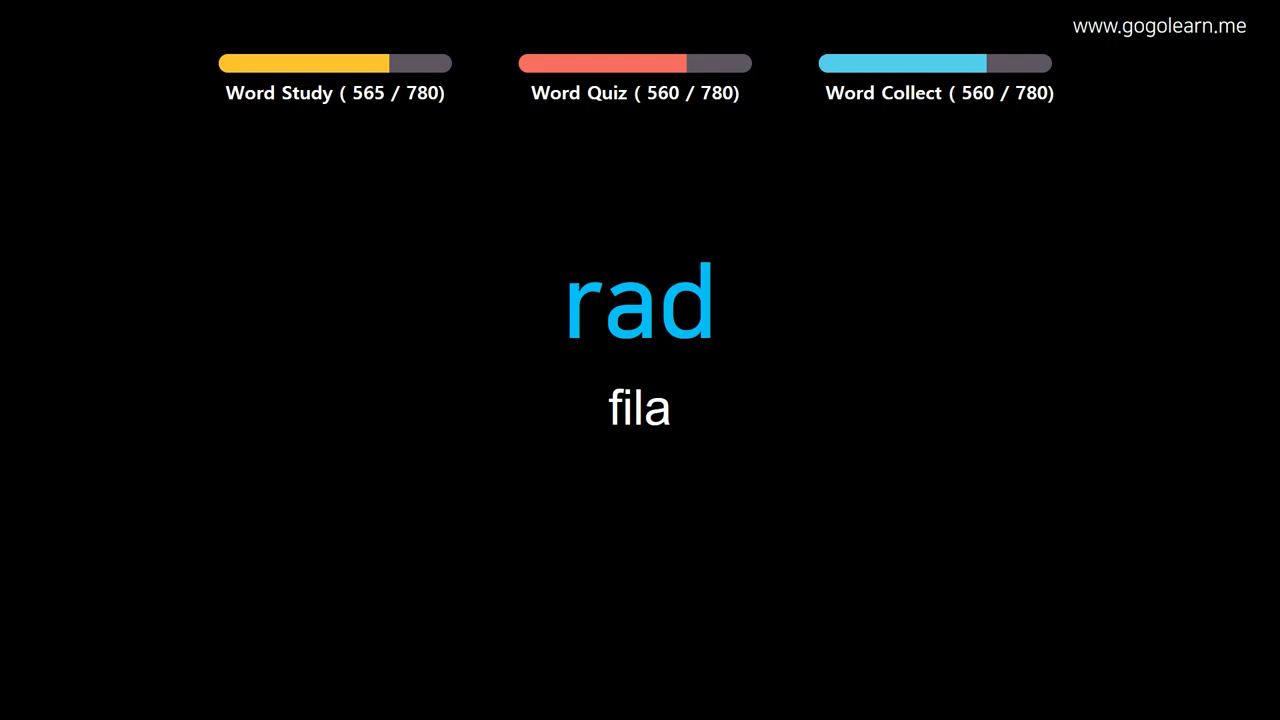 www.gogolearn.me
Word Study ( 565 / 780)
Word Quiz ( 560 / 780)
Word Collect ( 560 / 780)
rad
fila